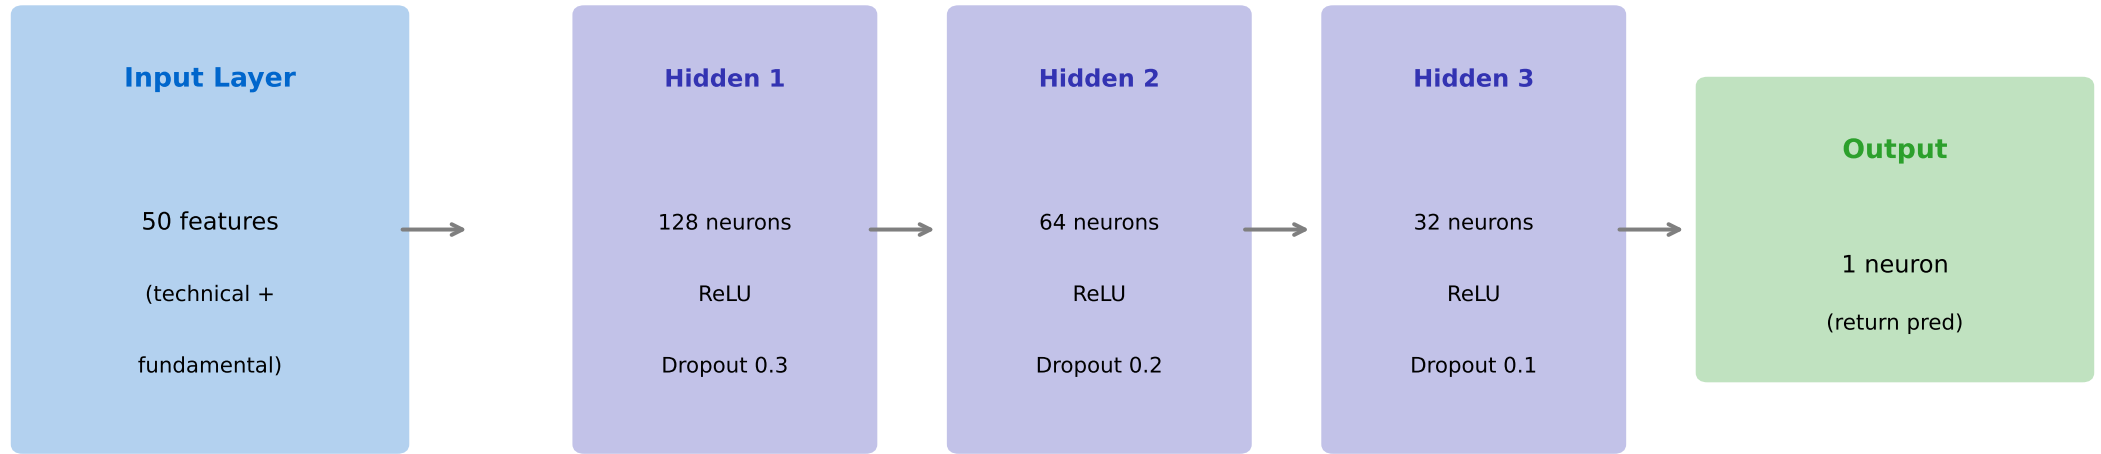 Input Layer
50 features
(technical +
fundamental)
Hidden 1
128 neurons
ReLU
Dropout 0.3
Hidden 2
64 neurons
ReLU
Dropout 0.2
Hidden 3
32 neurons
ReLU
Dropout 0.1
Output
1 neuron
(return pred)